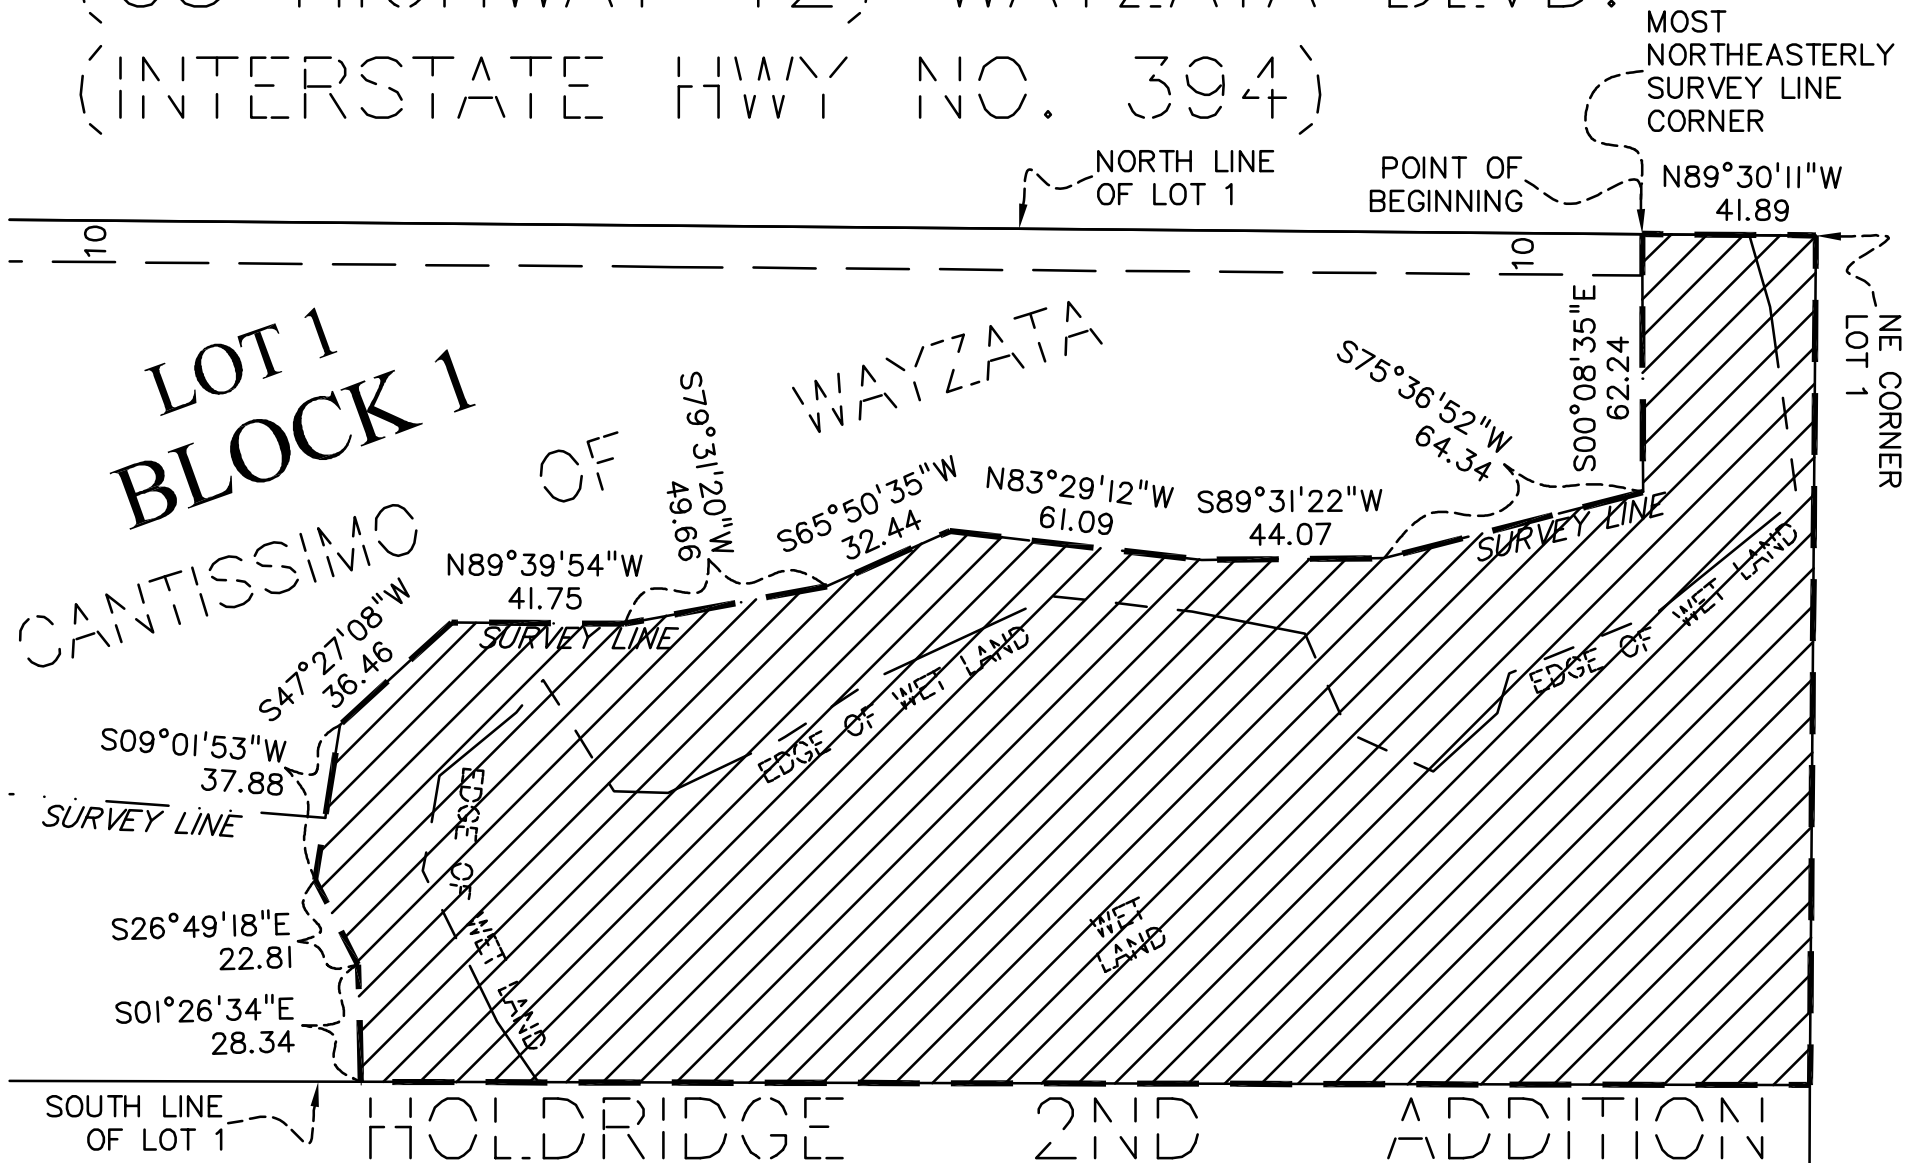 (INTERSTATE HWY NO. 394)
MOST
NORTHEASTERLY
SURVEY LINE
CORNER
NORTH LINE
OF LOT 1
POINT OF
BEGINNING
N89°30'11"W
41.89
10
10
LOT 1
BLOCK 1
CANTISSIMO OF WAYZATA
S79°31'20"W
49.66
S65°50'35"W
32.44
N83°29'12"W
61.09
S89°31'22"W
44.07
S75°36'52"W
64.34
S00°08'35"E
62.24
NE CORNER
LOT 1
N89°39'54"W
41.75
SURVEY LINE
SURVEY LINE
S47°27'08"W
36.46
S09°01'53"W
37.88
SURVEY LINE
EDGE OF WET LAND
EDGE OF WET LAND
EDGE OF WET LAND
WET
LAND
S26°49'18"E
22.81
S01°26'34"E
28.34
SOUTH LINE
OF LOT 1
HOLDRIDGE 2ND ADDITION